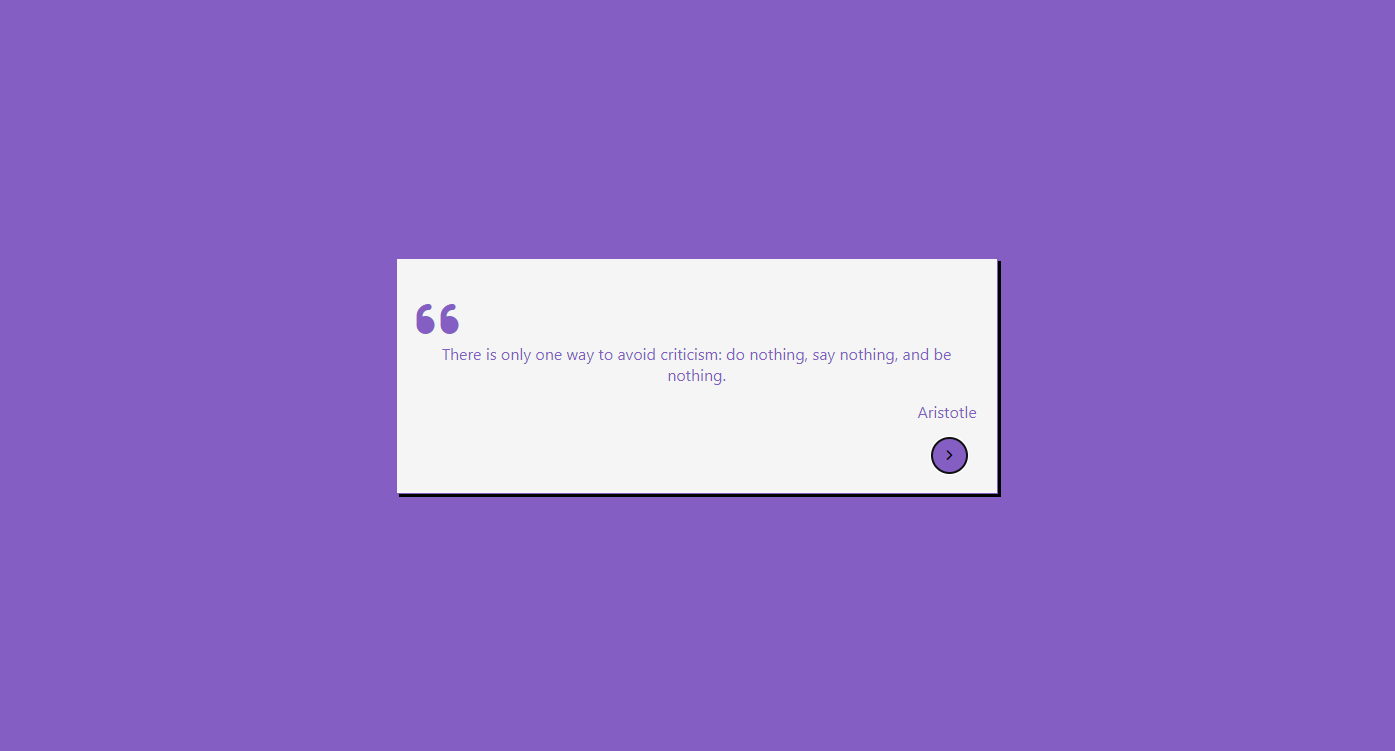 ❝
There is only one way to avoid criticism: do nothing, say nothing, and be
nothing.
Aristotle